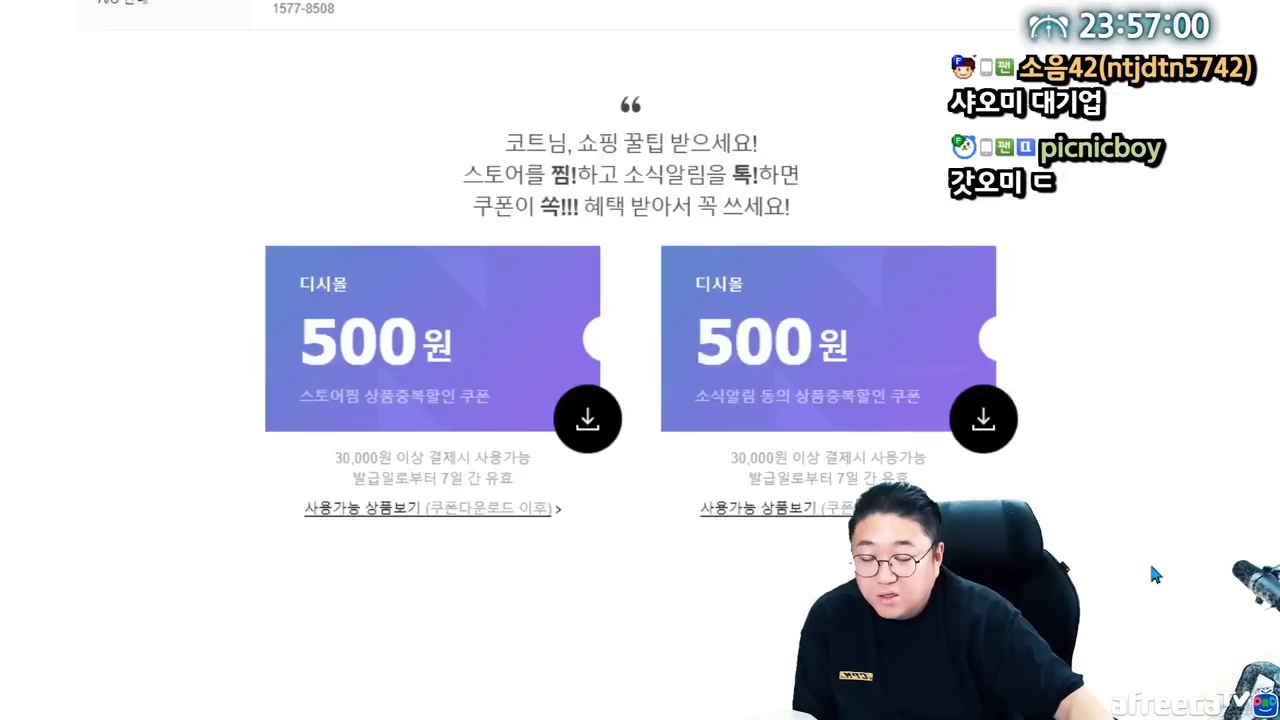 1577-8508
23:57:00
소음42(ntjdtn5742)
샤오미 대기업
picnicboy
갓오미 ㄷ
코트님, 쇼핑 꿀팁 받으세요!
스토어를 찜!하고 소식알림을 톡!하면
쿠폰이 쏙!!! 혜택 받아서 꼭 쓰세요!
디시몰
500원
스토어찜 상품중복할인 쿠폰
30,000원 이상 결제시 사용가능
발급일로부터 7일 간 유효
사용가능 상품보기 (쿠폰다운로드 이후) >
디시몰
500원
소식알림 동의 상품중복할인 쿠폰
30,000원 이상 결제시 사용가능
발급일로부터 7일 간 유효
사용가능 상품보기 (쿠폰
afreecaTV